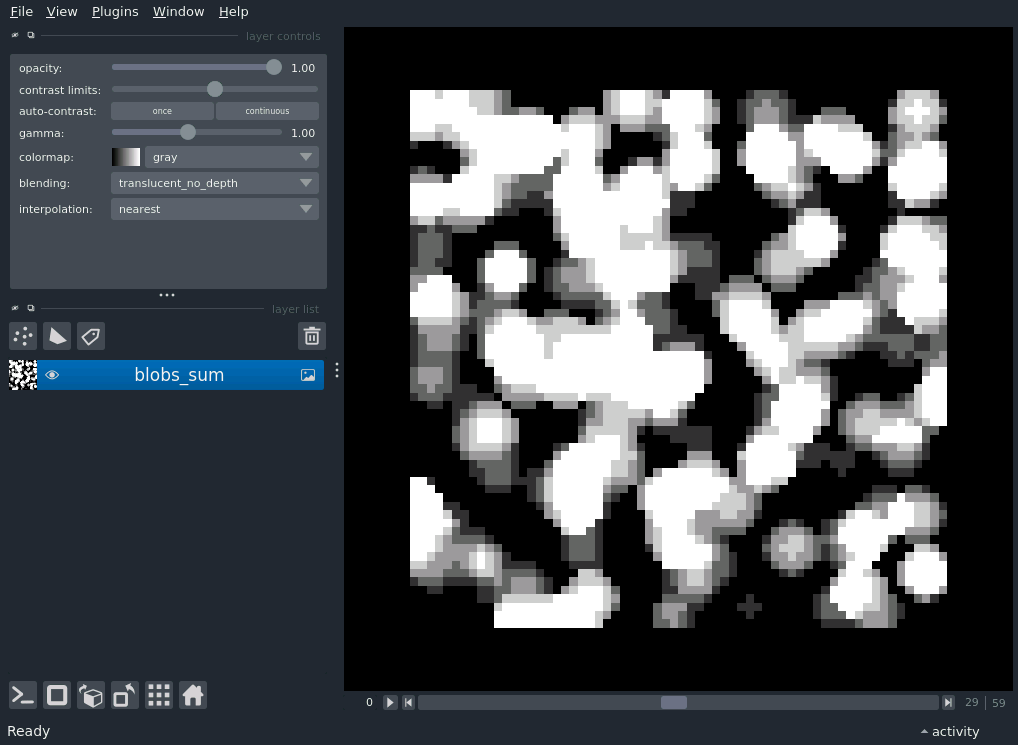 File View Plugins Window Help
layer controls
opacity: 1.00
contrast limits:
auto-contrast: once continuous
gamma: 1.00
colormap: gray
blending: translucent_no_depth
interpolation: nearest
layer list
blobs_sum
0 29 59
Ready activity